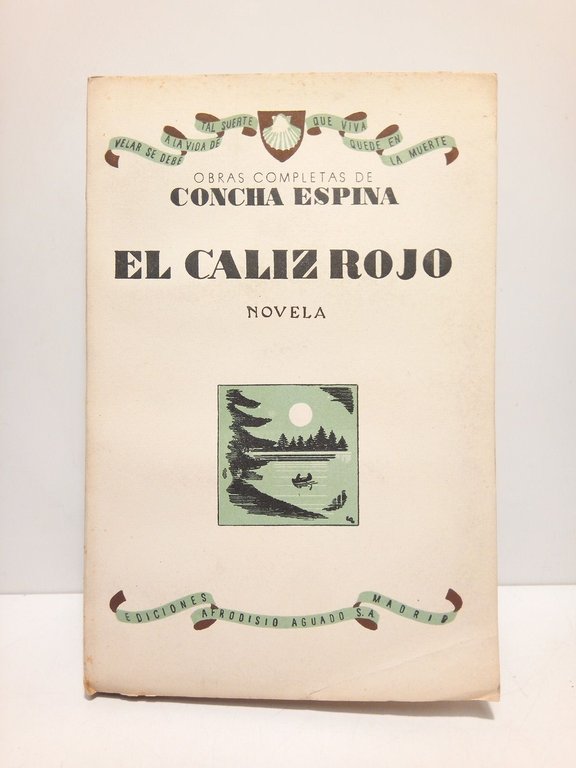 VELAR SE DEBE A LA VIDA DE TAL SUERTE QUE VIVA QUEDE EN LA MUERTE
OBRAS COMPLETAS DE
CONCHA ESPINA
EL CALIZ ROJO
NOVELA
EDICIONES AFRODISIO AGUADO S.A MADRID